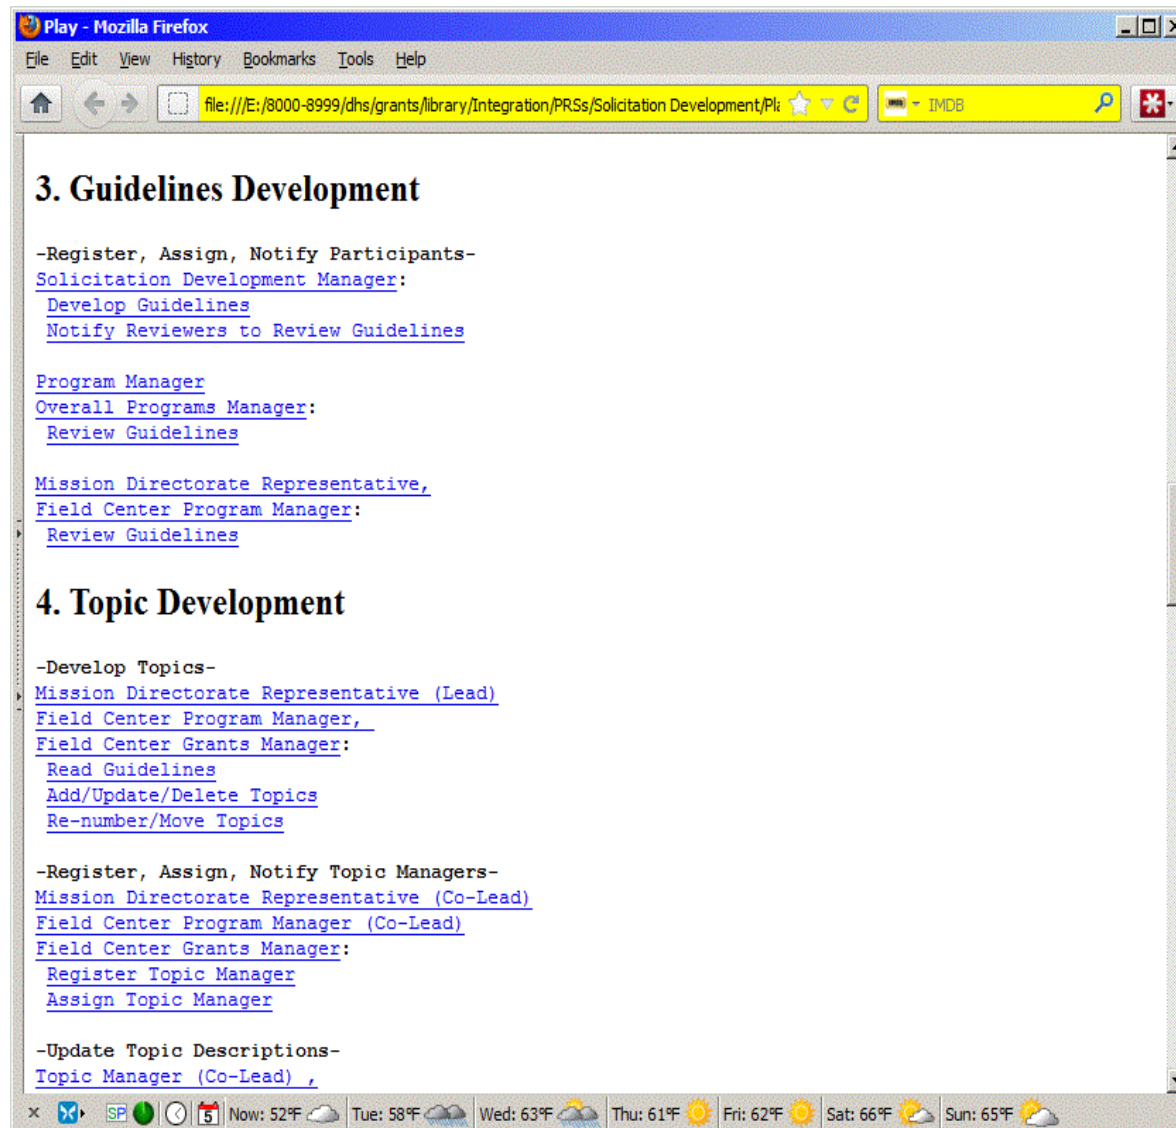 Play - Mozilla Firefox
File Edit View History Bookmarks Tools Help
file:///E:/8000-8999/dhs/grants/library/Integration/PRSs/Solicitation Development/Pla
IMDB
3. Guidelines Development
-Register, Assign, Notify Participants-
Solicitation Development Manager:
Develop Guidelines
Notify Reviewers to Review Guidelines
Program Manager
Overall Programs Manager:
Review Guidelines
Mission Directorate Representative,
Field Center Program Manager:
Review Guidelines
4. Topic Development
-Develop Topics-
Mission Directorate Representative (Lead)
Field Center Program Manager,
Field Center Grants Manager:
Read Guidelines
Add/Update/Delete Topics
Re-number/Move Topics
-Register, Assign, Notify Topic Managers-
Mission Directorate Representative (Co-Lead)
Field Center Program Manager (Co-Lead)
Field Center Grants Manager:
Register Topic Manager
Assign Topic Manager
-Update Topic Descriptions-
Topic Manager (Co-Lead) ,
SP 5 Now: 52°F Tue: 58°F Wed: 63°F Thu: 61°F Fri: 62°F Sat: 66°F Sun: 65°F